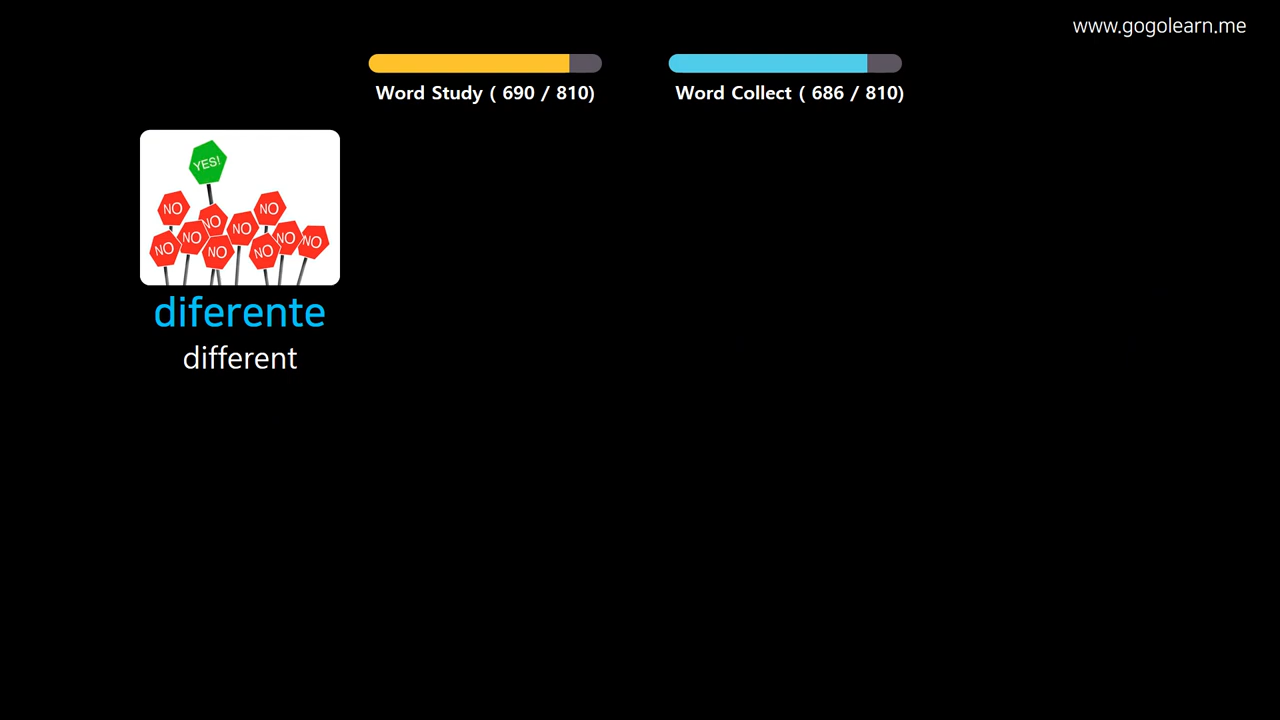 www.gogolearn.me
Word Study ( 690 / 810)
Word Collect ( 686 / 810)
YES!
NO
NO
NO
NO
NO
NO
NO
NO
NO
NO
diferente
different